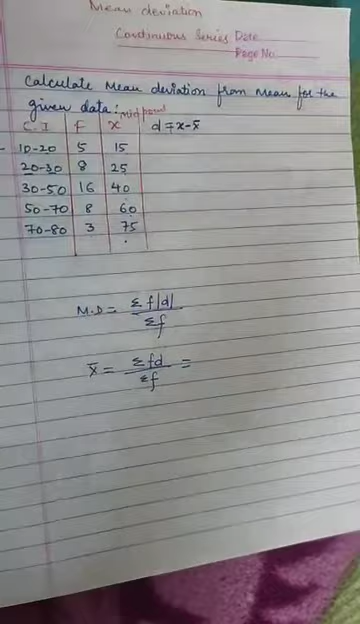 Mean deviation
Continuous Series Date
Page No.
Calculate Mean deviation from Mean for the
given data: mid point
C.I F x d = x - x̄
10-20 5 15
20-30 8 25
30-50 16 40
50-70 8 60
70-80 3 75
M.D = Σf|d| / Σf
x̄ = Σfd / Σf =